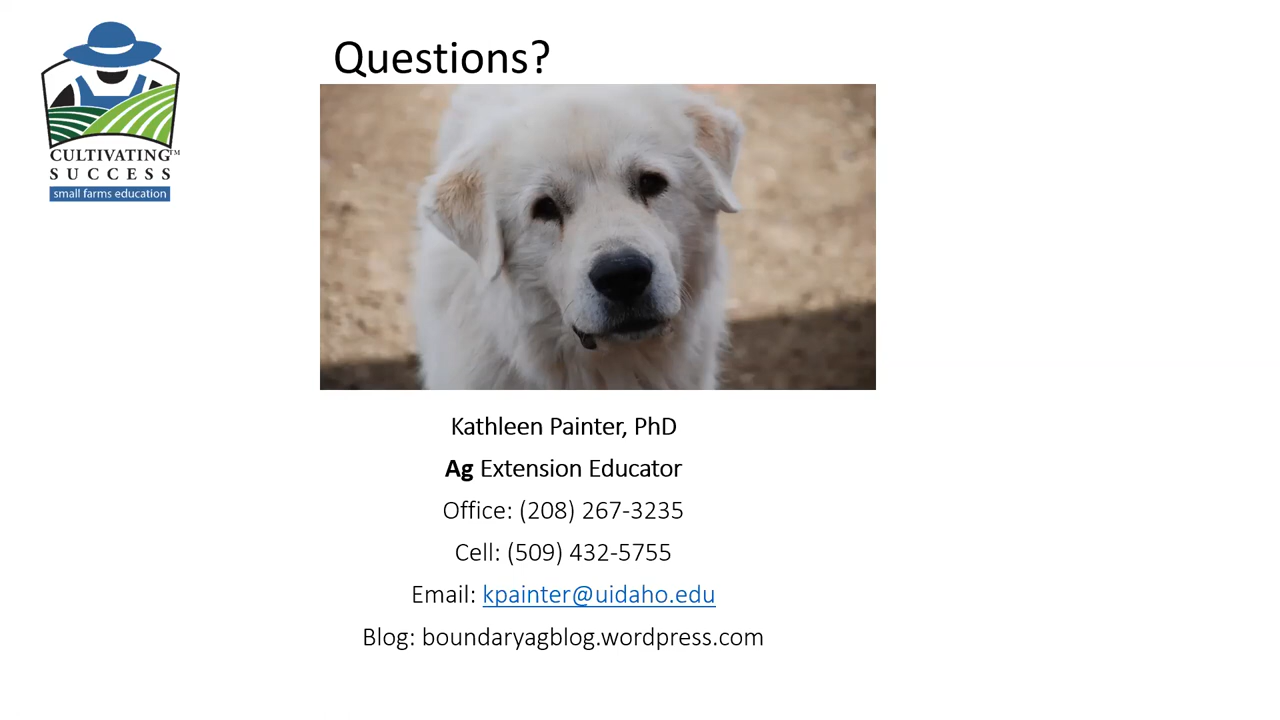 Questions?
CULTIVATING™
SUCCESS
small farms education
Kathleen Painter, PhD
Ag Extension Educator
Office: (208) 267-3235
Cell: (509) 432-5755
Email: kpainter@uidaho.edu
Blog: boundaryagblog.wordpress.com